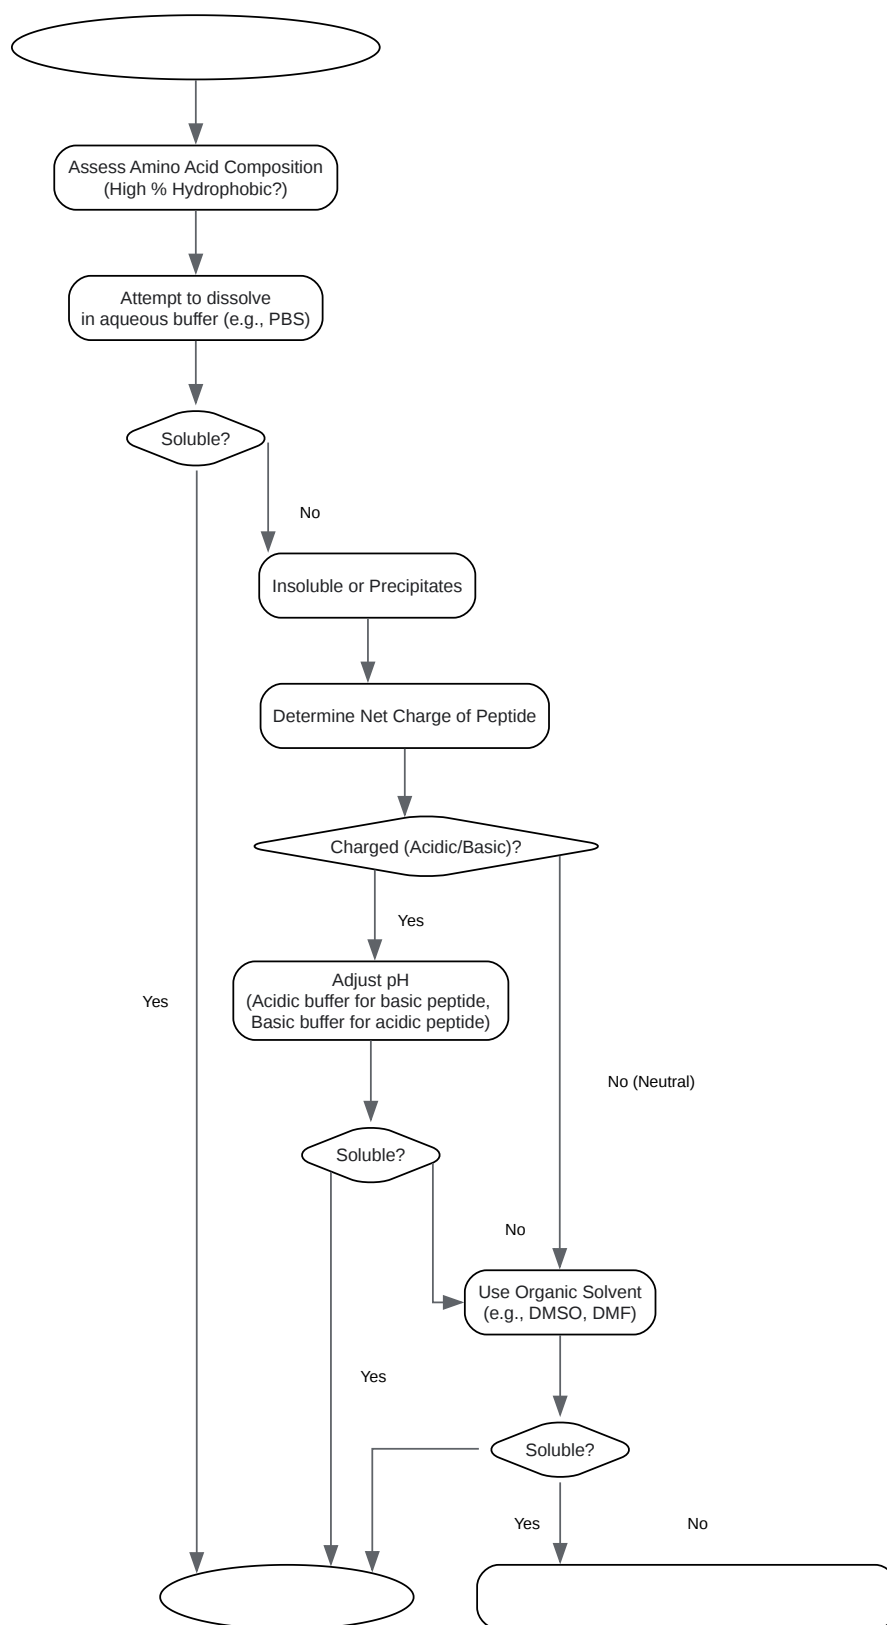 Assess Amino Acid Composition
(High % Hydrophobic?)
Attempt to dissolve
in aqueous buffer (e.g., PBS)
Soluble?
No
Insoluble or Precipitates
Determine Net Charge of Peptide
Charged (Acidic/Basic)?
Yes
Adjust pH
(Acidic buffer for basic peptide,
Basic buffer for acidic peptide)
Yes
No (Neutral)
Soluble?
No
Use Organic Solvent
(e.g., DMSO, DMF)
Yes
Soluble?
Yes
No